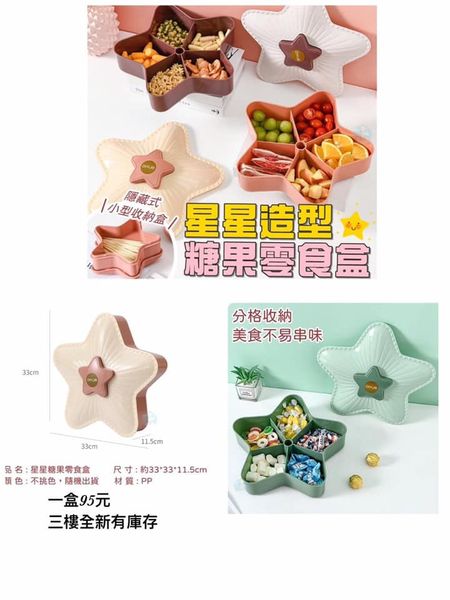 隱藏式
小型收納盒
星星造型
糖果零食盒
分格收納
美食不易串味
33cm
33cm
11.5cm
品 名：星星糖果零食盒 尺 寸：約33*33*11.5cm
顏 色：不挑色，隨機出貨 材 質：PP
一盒95元
三樓全新有庫存